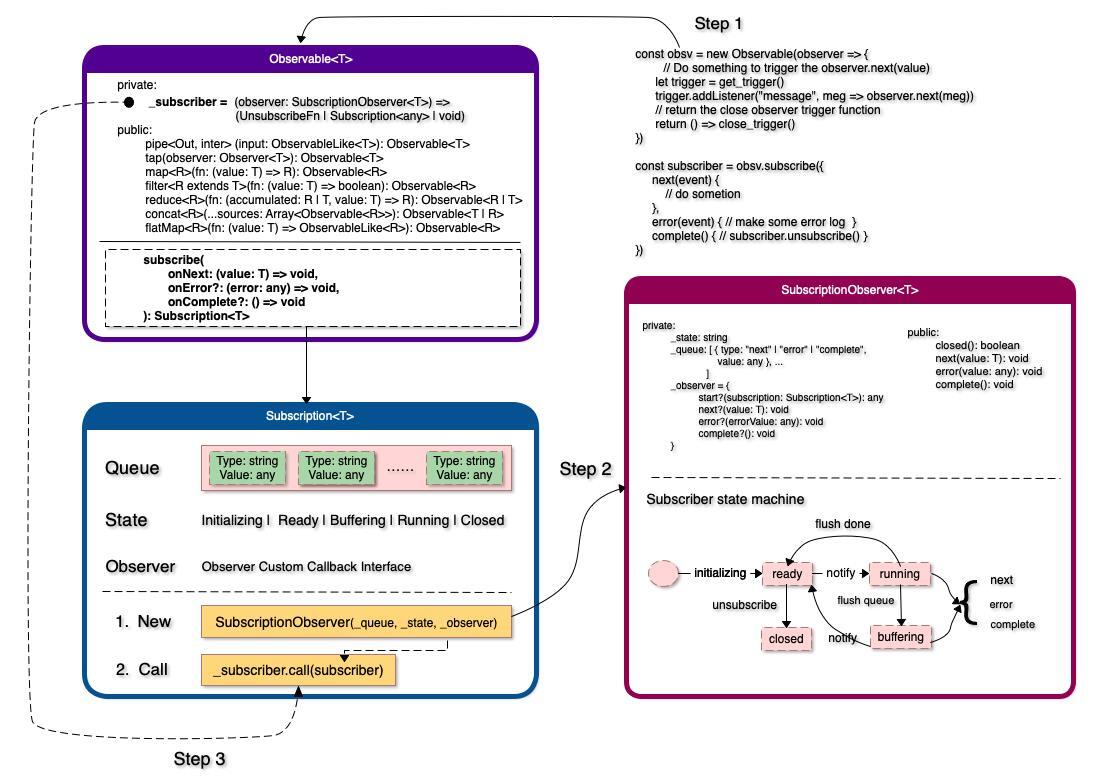 Step 1
const obsv = new Observable(observer => {
// Do something to trigger the observer.next(value)
let trigger = get_trigger()
trigger.addListener("message", meg => observer.next(meg))
// return the close observer trigger function
return () => close_trigger()
})
const subscriber = obsv.subscribe({
next(event) {
// do sometion
},
error(event) { // make some error log }
complete() { // subscriber.unsubscribe() }
})
Observable<T>
private:
_subscriber = (observer: SubscriptionObserver<T>) =>
(UnsubscribeFn | Subscription<any> | void)
public:
pipe<Out, inter> (input: ObservableLike<T>): Observable<T>
tap(observer: Observer<T>): Observable<T>
map<R>(fn: (value: T) => R): Observable<R>
filter<R extends T>(fn: (value: T) => boolean): Observable<R>
reduce<R>(fn: (accumulated: R | T, value: T) => R): Observable<R | T>
concat<R>(...sources: Array<Observable<R>>): Observable<T | R>
flatMap<R>(fn: (value: T) => ObservableLike<R>): Observable<R>
subscribe(
onNext: (value: T) => void,
onError?: (error: any) => void,
onComplete?: () => void
): Subscription<T>
Subscription<T>
Queue
Type: string
Value: any
Type: string
Value: any
......
Type: string
Value: any
State
Initializing | Ready | Buffering | Running | Closed
Observer
Observer Custom Callback Interface
1. New
SubscriptionObserver(_queue, _state, _observer)
2. Call
_subscriber.call(subscriber)
Step 2
Step 3
SubscriptionObserver<T>
private:
_state: string
_queue: [ { type: "next" | "error" | "complete",
value: any }, ...
]
_observer = {
start?(subscription: Subscription<T>): any
next?(value: T): void
error?(errorValue: any): void
complete?(): void
}
public:
closed(): boolean
next(value: T): void
error(value: any): void
complete(): void
Subscriber state machine
flush done
initializing
ready
notify
running
unsubscribe
flush queue
closed
notify
buffering
next
error
complete